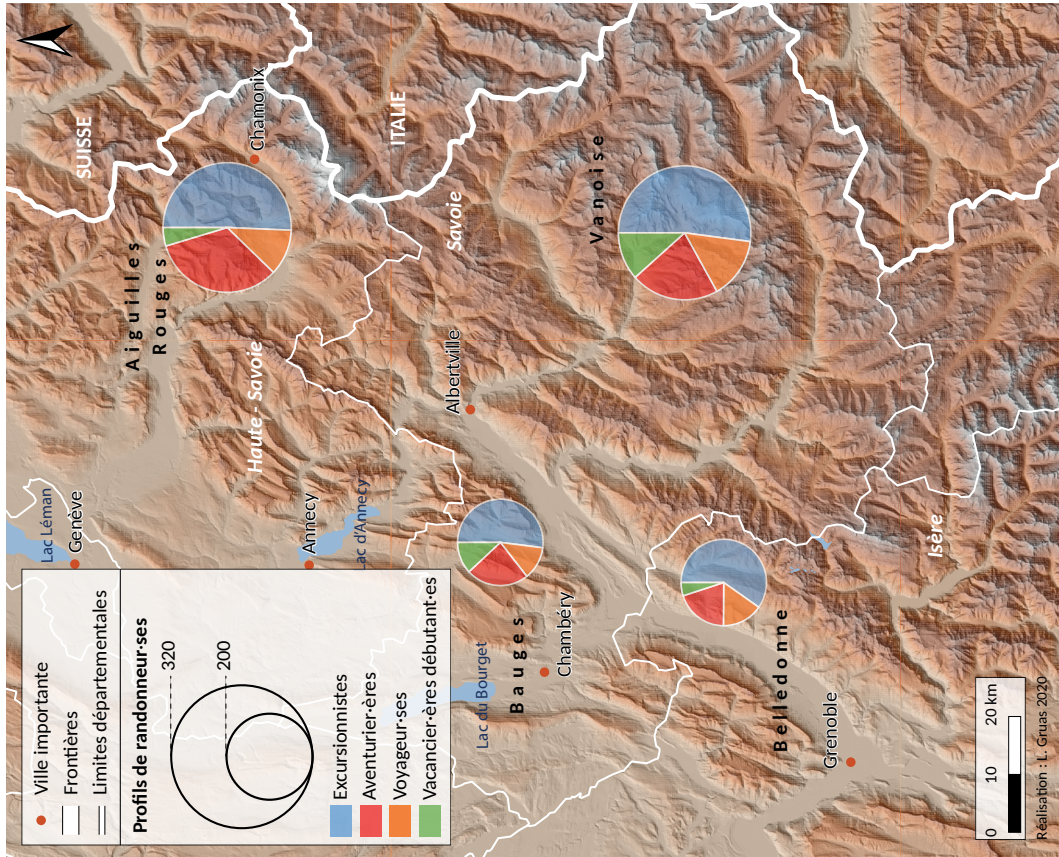 Ville importante
Frontières
Limites départementales
Profils de randonneur·ses
320
200
Excursionnistes
Aventurier·ères
Voyageur·ses
Vacancier·ères débutant·es
Lac Léman
Genève
SUISSE
Chamonix
ITALIE
Aiguilles
Rouges
Haute - Savoie
Annecy
Lac d'Annecy
Savoie
Albertville
Vanoise
Lac du Bourget
Bauges
Chambéry
Belledonne
Grenoble
Isère
0 10 20 km
Réalisation : L. Gruas 2020